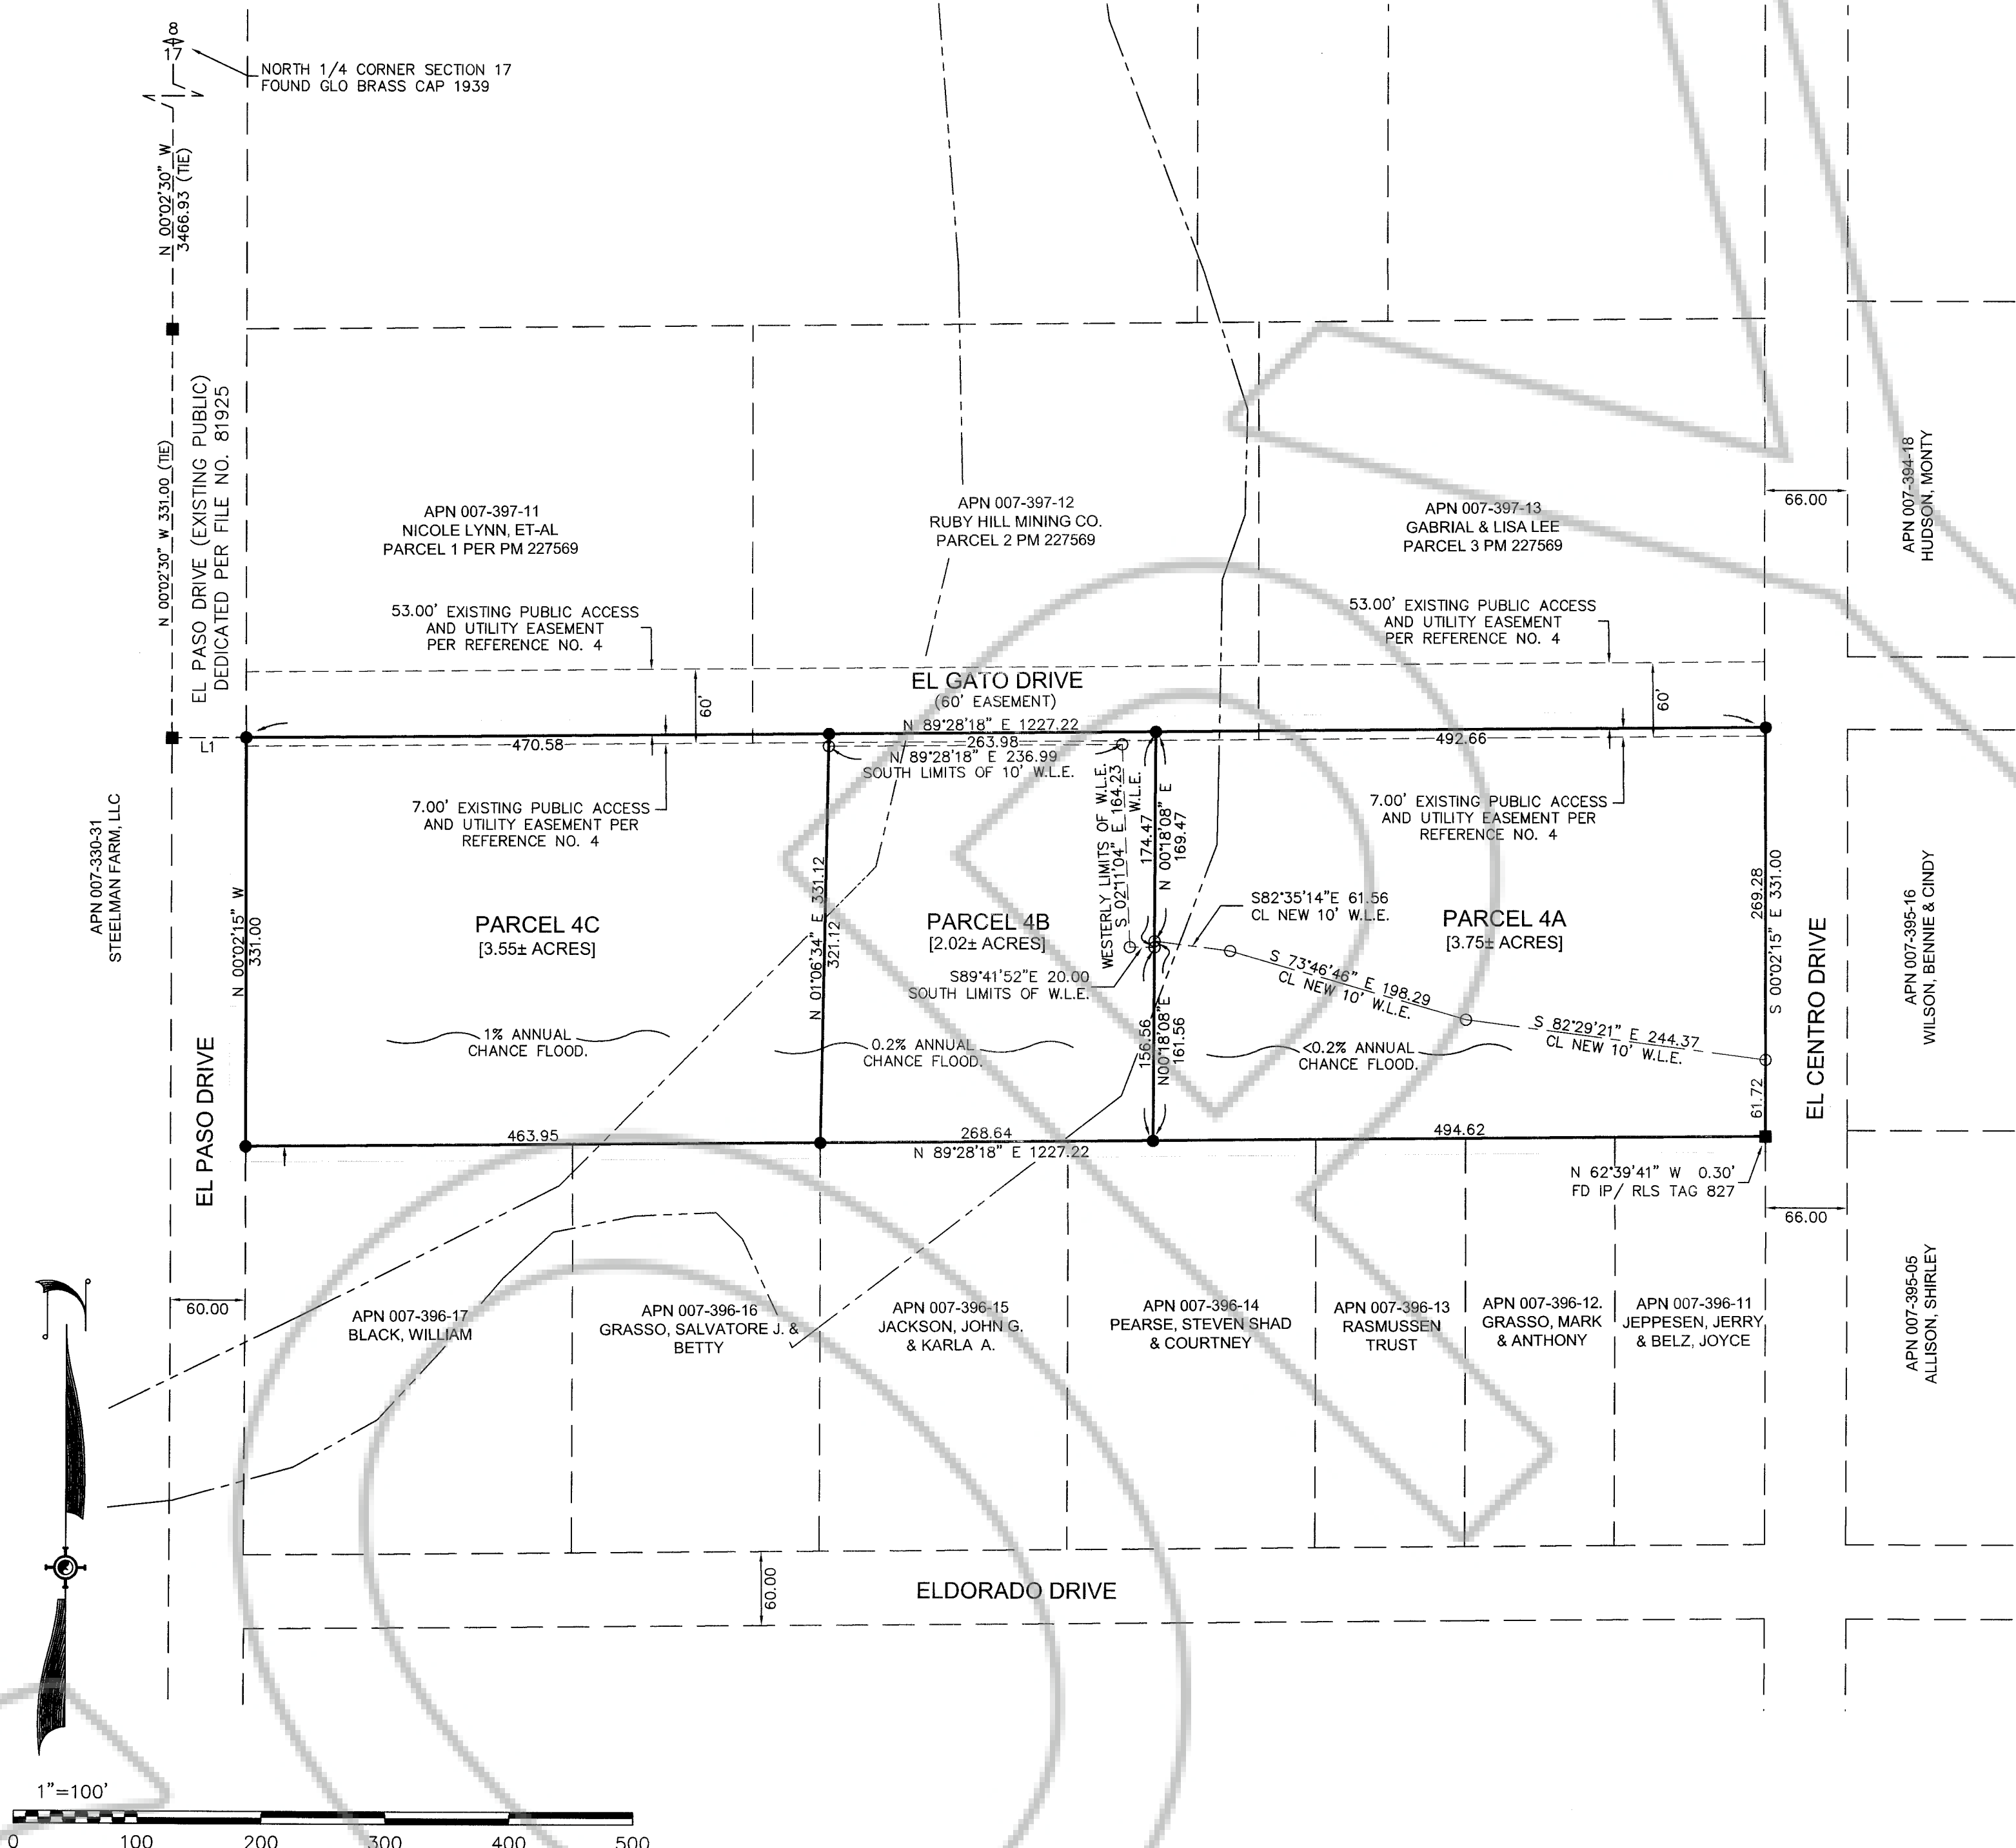 8
17
NORTH 1/4 CORNER SECTION 17
FOUND GLO BRASS CAP 1939
N 00°02'30" W
3466.93 (TIE)
N 00°02'30" W 331.00 (TIE)
EL PASO DRIVE (EXISTING PUBLIC)
DEDICATED PER FILE NO. 81925
APN 007-397-11
NICOLE LYNN, ET-AL
PARCEL 1 PER PM 227569
APN 007-397-12
RUBY HILL MINING CO.
PARCEL 2 PM 227569
APN 007-397-13
GABRIAL & LISA LEE
PARCEL 3 PM 227569
66.00
APN 007-394-18
HUDSON, MONTY
53.00' EXISTING PUBLIC ACCESS
AND UTILITY EASEMENT
PER REFERENCE NO. 4
53.00' EXISTING PUBLIC ACCESS
AND UTILITY EASEMENT
PER REFERENCE NO. 4
60'
EL GATO DRIVE
(60' EASEMENT)
60'
N 89°28'18" E 1227.22
L1
470.58
263.98
492.66
N 89°28'18" E 236.99
SOUTH LIMITS OF 10' W.L.E.
7.00' EXISTING PUBLIC ACCESS
AND UTILITY EASEMENT PER
REFERENCE NO. 4
7.00' EXISTING PUBLIC ACCESS
AND UTILITY EASEMENT PER
REFERENCE NO. 4
WESTERLY LIMITS OF W.L.E.
S 02°11'04" E 164.23
W.L.E.
174.47
N 00°18'08" E
169.47
APN 007-330-31
STEELMAN FARM, LLC
N 00°02'15" W
331.00
N 01°06'34" E 331.12
321.12
PARCEL 4C
[3.55± ACRES]
PARCEL 4B
[2.02± ACRES]
S82°35'14"E 61.56
CL NEW 10' W.L.E.
PARCEL 4A
[3.75± ACRES]
269.28
S 00°02'15" E 331.00
EL CENTRO DRIVE
APN 007-395-16
WILSON, BENNIE & CINDY
S89°41'52"E 20.00
SOUTH LIMITS OF W.L.E.
S 73°46'46" E 198.29
CL NEW 10' W.L.E.
S 82°29'21" E 244.37
CL NEW 10' W.L.E.
1% ANNUAL
CHANCE FLOOD.
0.2% ANNUAL
CHANCE FLOOD.
<0.2% ANNUAL
CHANCE FLOOD.
156.56
N00°18'08"E
161.56
61.72
EL PASO DRIVE
463.95
268.64
494.62
N 89°28'18" E 1227.22
N 62°39'41" W 0.30'
FD IP/ RLS TAG 827
66.00
60.00
APN 007-396-17
BLACK, WILLIAM
APN 007-396-16
GRASSO, SALVATORE J. &
BETTY
APN 007-396-15
JACKSON, JOHN G.
& KARLA A.
APN 007-396-14
PEARSE, STEVEN SHAD
& COURTNEY
APN 007-396-13
RASMUSSEN
TRUST
APN 007-396-12.
GRASSO, MARK
& ANTHONY
APN 007-396-11
JEPPESEN, JERRY
& BELZ, JOYCE
APN 007-395-05
ALLISON, SHIRLEY
60.00
ELDORADO DRIVE
1"=100'
0 100 200 300 400 500